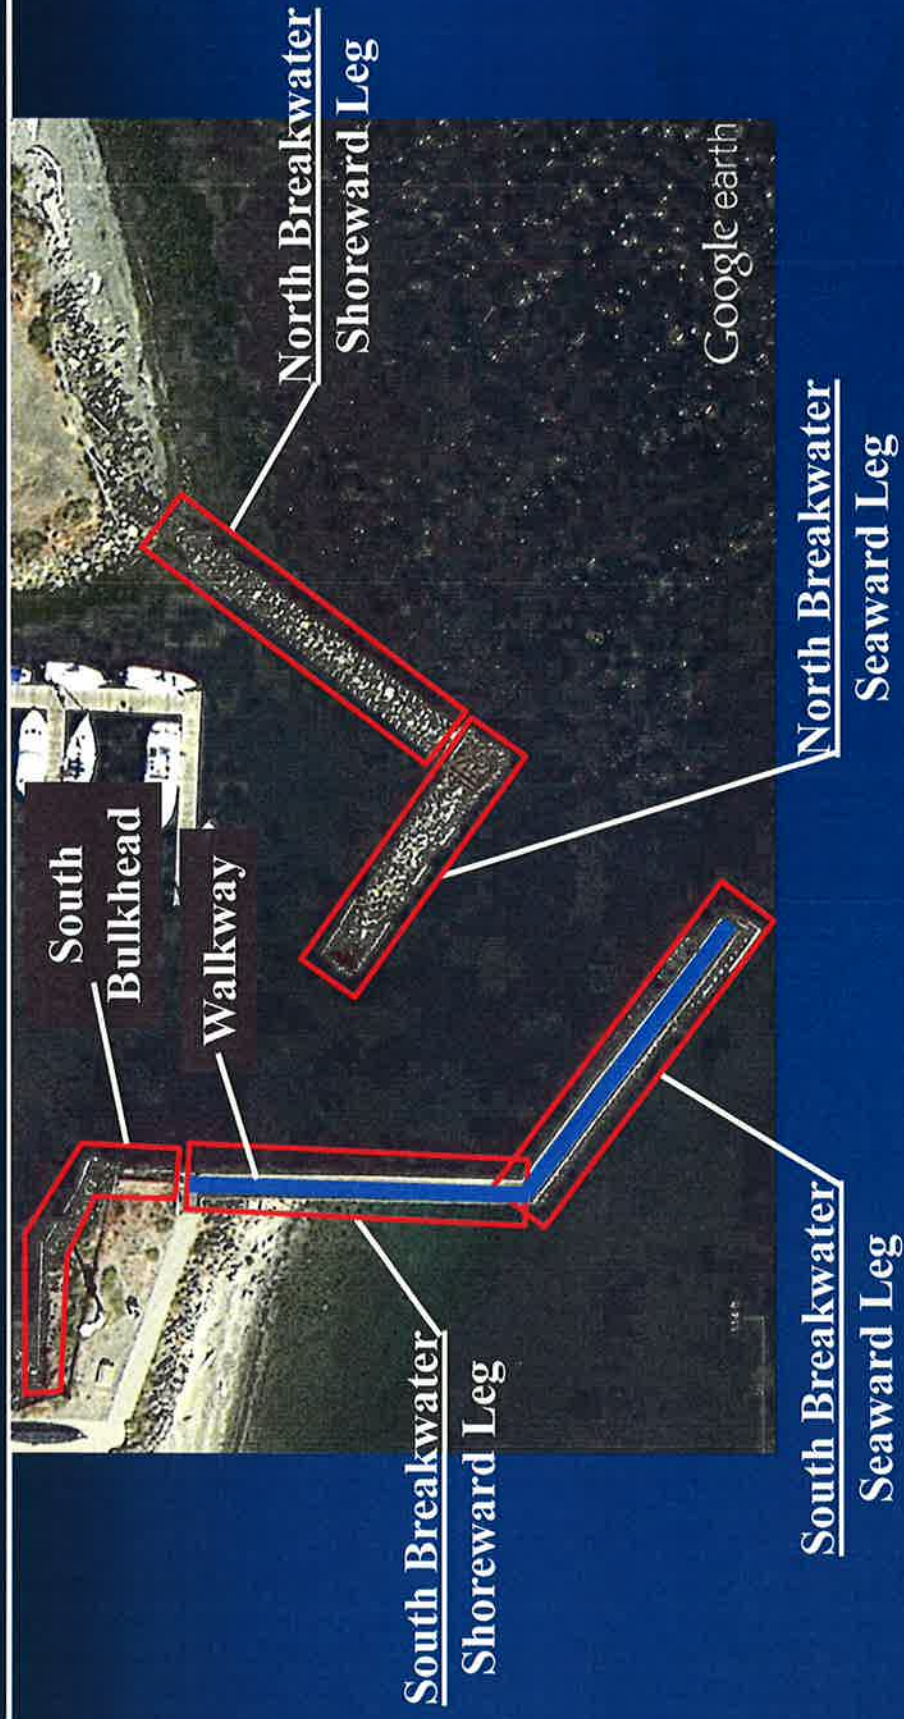 South
Bulkhead
Walkway
North Breakwater
Shoreward Leg
South Breakwater
Shoreward Leg
Google earth
South Breakwater
Seaward Leg
North Breakwater
Seaward Leg